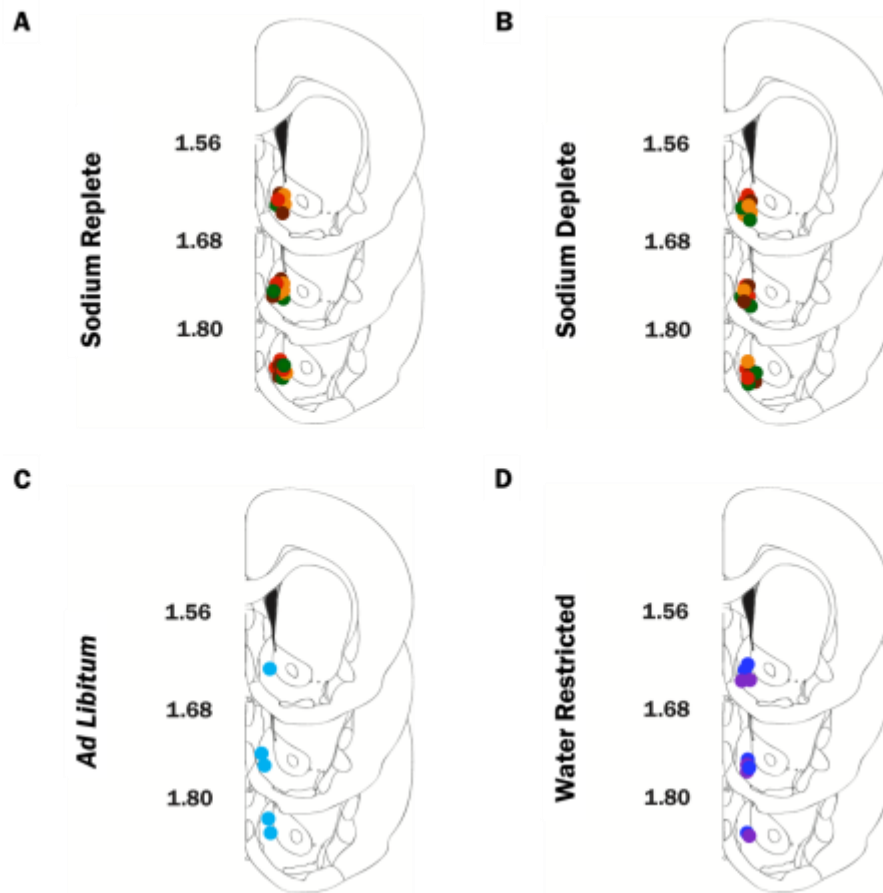 A
Sodium Replete
1.56
1.68
1.80
B
Sodium Deplete
1.56
1.68
1.80
C
Ad Libitum
1.56
1.68
1.80
D
Water Restricted
1.56
1.68
1.80